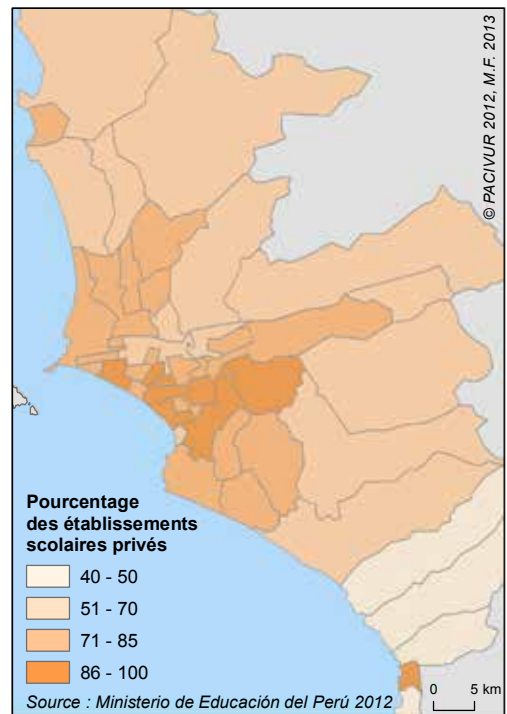 © PACIVUR 2012, M.F. 2013
Pourcentage
des établissements
scolaires privés
40 - 50
51 - 70
71 - 85
86 - 100
0 5 km
Source : Ministerio de Educación del Perú 2012